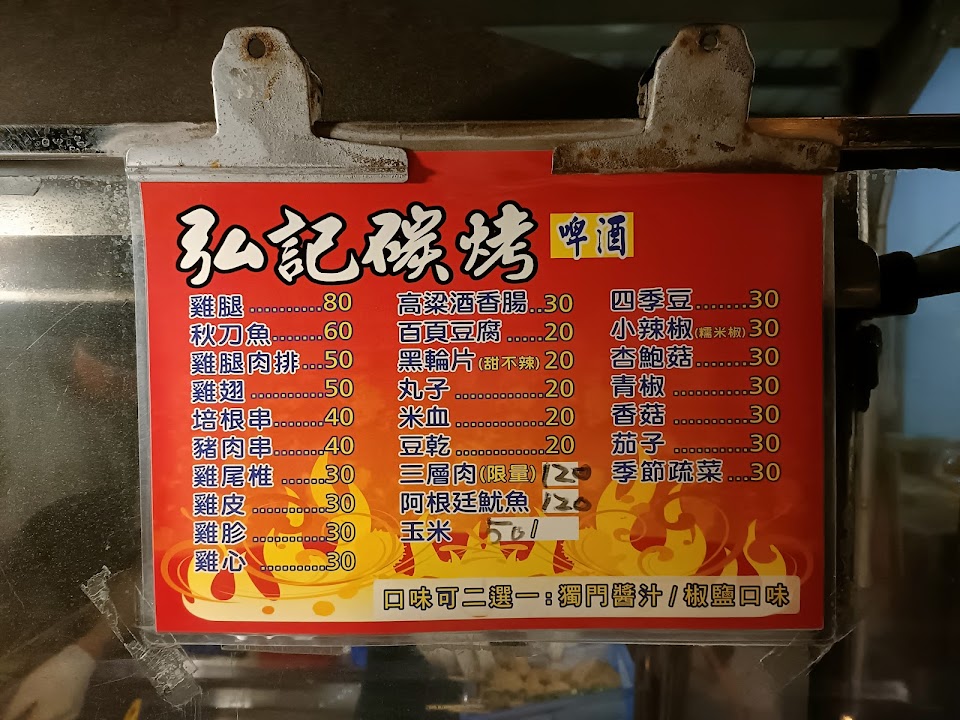 弘記碳烤 啤酒
雞腿..........80
秋刀魚.......60
雞腿肉排...50
雞翅..........50
培根串.......40
豬肉串.......40
雞尾椎......30
雞皮..........30
雞胗..........30
雞心..........30
高粱酒香腸..30
百頁豆腐.....20
黑輪片(甜不辣)20
丸子............20
米血............20
豆乾............20
三層肉(限量)120
阿根廷魷魚 120
玉米 50/
四季豆.......30
小辣椒(糯米椒)30
杏鮑菇.......30
青椒..........30
香菇..........30
茄子..........30
季節琉菜...30
口味可二選一:獨門醬汁/椒鹽口味